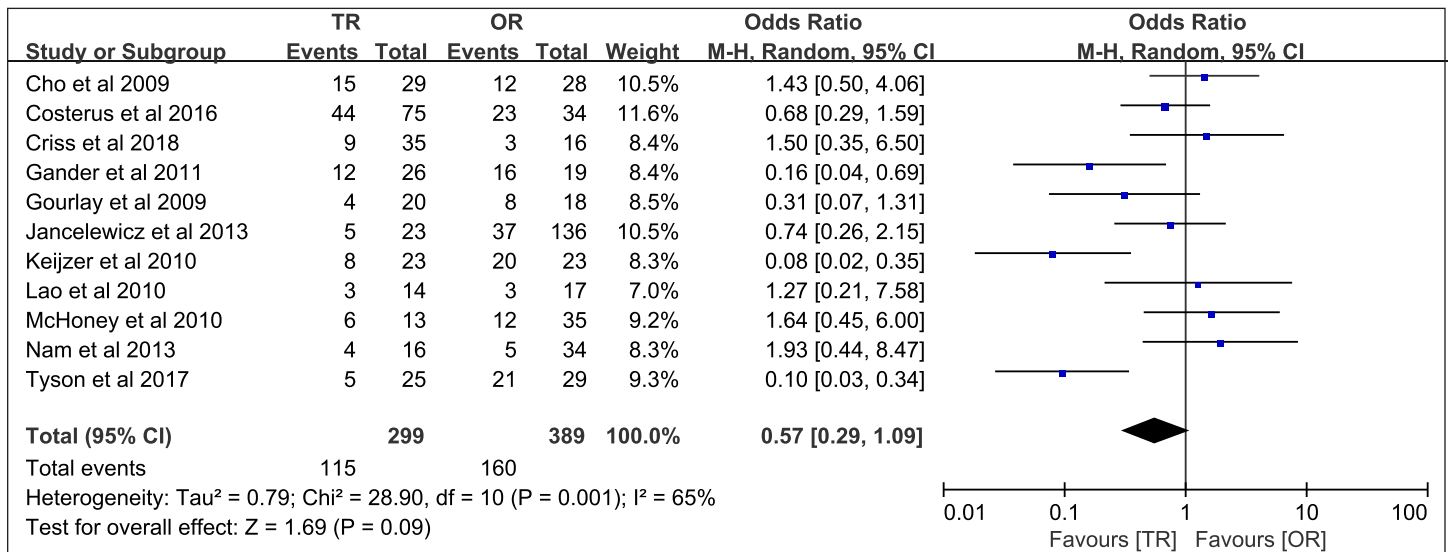 TR OR Odds Ratio Odds Ratio
Study or Subgroup Events Total Events Total Weight M-H, Random, 95% CI M-H, Random, 95% CI
Cho et al 2009 15 29 12 28 10.5% 1.43 [0.50, 4.06]
Costerus et al 2016 44 75 23 34 11.6% 0.68 [0.29, 1.59]
Criss et al 2018 9 35 3 16 8.4% 1.50 [0.35, 6.50]
Gander et al 2011 12 26 16 19 8.4% 0.16 [0.04, 0.69]
Gourlay et al 2009 4 20 8 18 8.5% 0.31 [0.07, 1.31]
Jancelewicz et al 2013 5 23 37 136 10.5% 0.74 [0.26, 2.15]
Keijzer et al 2010 8 23 20 23 8.3% 0.08 [0.02, 0.35]
Lao et al 2010 3 14 3 17 7.0% 1.27 [0.21, 7.58]
McHoney et al 2010 6 13 12 35 9.2% 1.64 [0.45, 6.00]
Nam et al 2013 4 16 5 34 8.3% 1.93 [0.44, 8.47]
Tyson et al 2017 5 25 21 29 9.3% 0.10 [0.03, 0.34]
Total (95% CI) 299 389 100.0% 0.57 [0.29, 1.09]
Total events 115 160
Heterogeneity: Tau² = 0.79; Chi² = 28.90, df = 10 (P = 0.001); I² = 65%
Test for overall effect: Z = 1.69 (P = 0.09)
0.01 0.1 1 10 100
Favours [TR] Favours [OR]